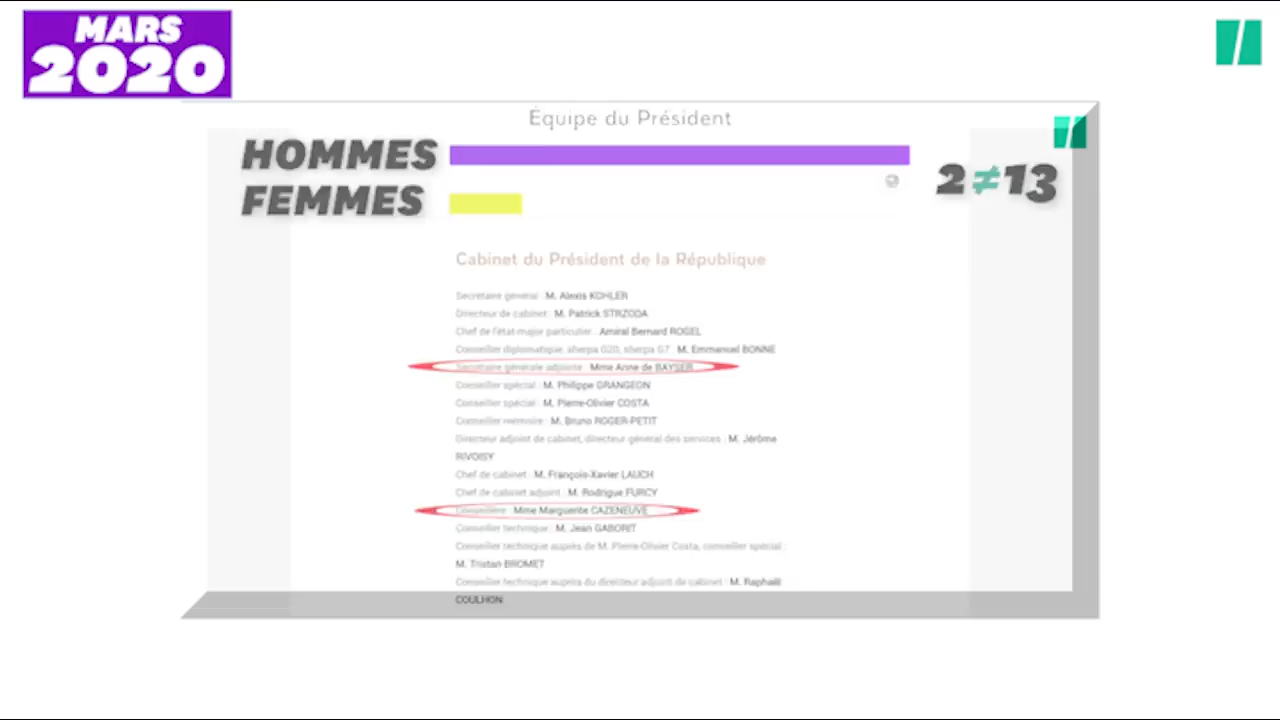 MARS
2020
Équipe du Président
HOMMES
FEMMES
2≠13
Cabinet du Président de la République
Secrétaire général : M. Alexis KOHLER
Directeur de cabinet : M. Patrick STRZODA
Chef de l'état-major particulier : Amiral Bernard ROGEL
Conseiller diplomatique, sherpa G20, sherpa G7 : M. Emmanuel BONNE
Secrétaire générale adjointe : Mme Anne de BAYSER
Conseiller spécial : M. Philippe GRANGEON
Conseiller spécial : M. Pierre-Olivier COSTA
Conseiller mémoire : M. Bruno ROGER-PETIT
Directeur adjoint de cabinet, directeur général des services : M. Jérôme
RIVOISY
Chef de cabinet : M. François-Xavier LAUCH
Chef de cabinet adjoint : M. Rodrigue FURCY
Conseillère : Mme Marguerite CAZENEUVE
Conseiller technique : M. Jean GABORIT
Conseiller technique auprès de M. Pierre-Olivier Costa, conseiller spécial :
M. Tristan BROMET
Conseiller technique auprès du directeur adjoint de cabinet : M. Raphaël
COULHON